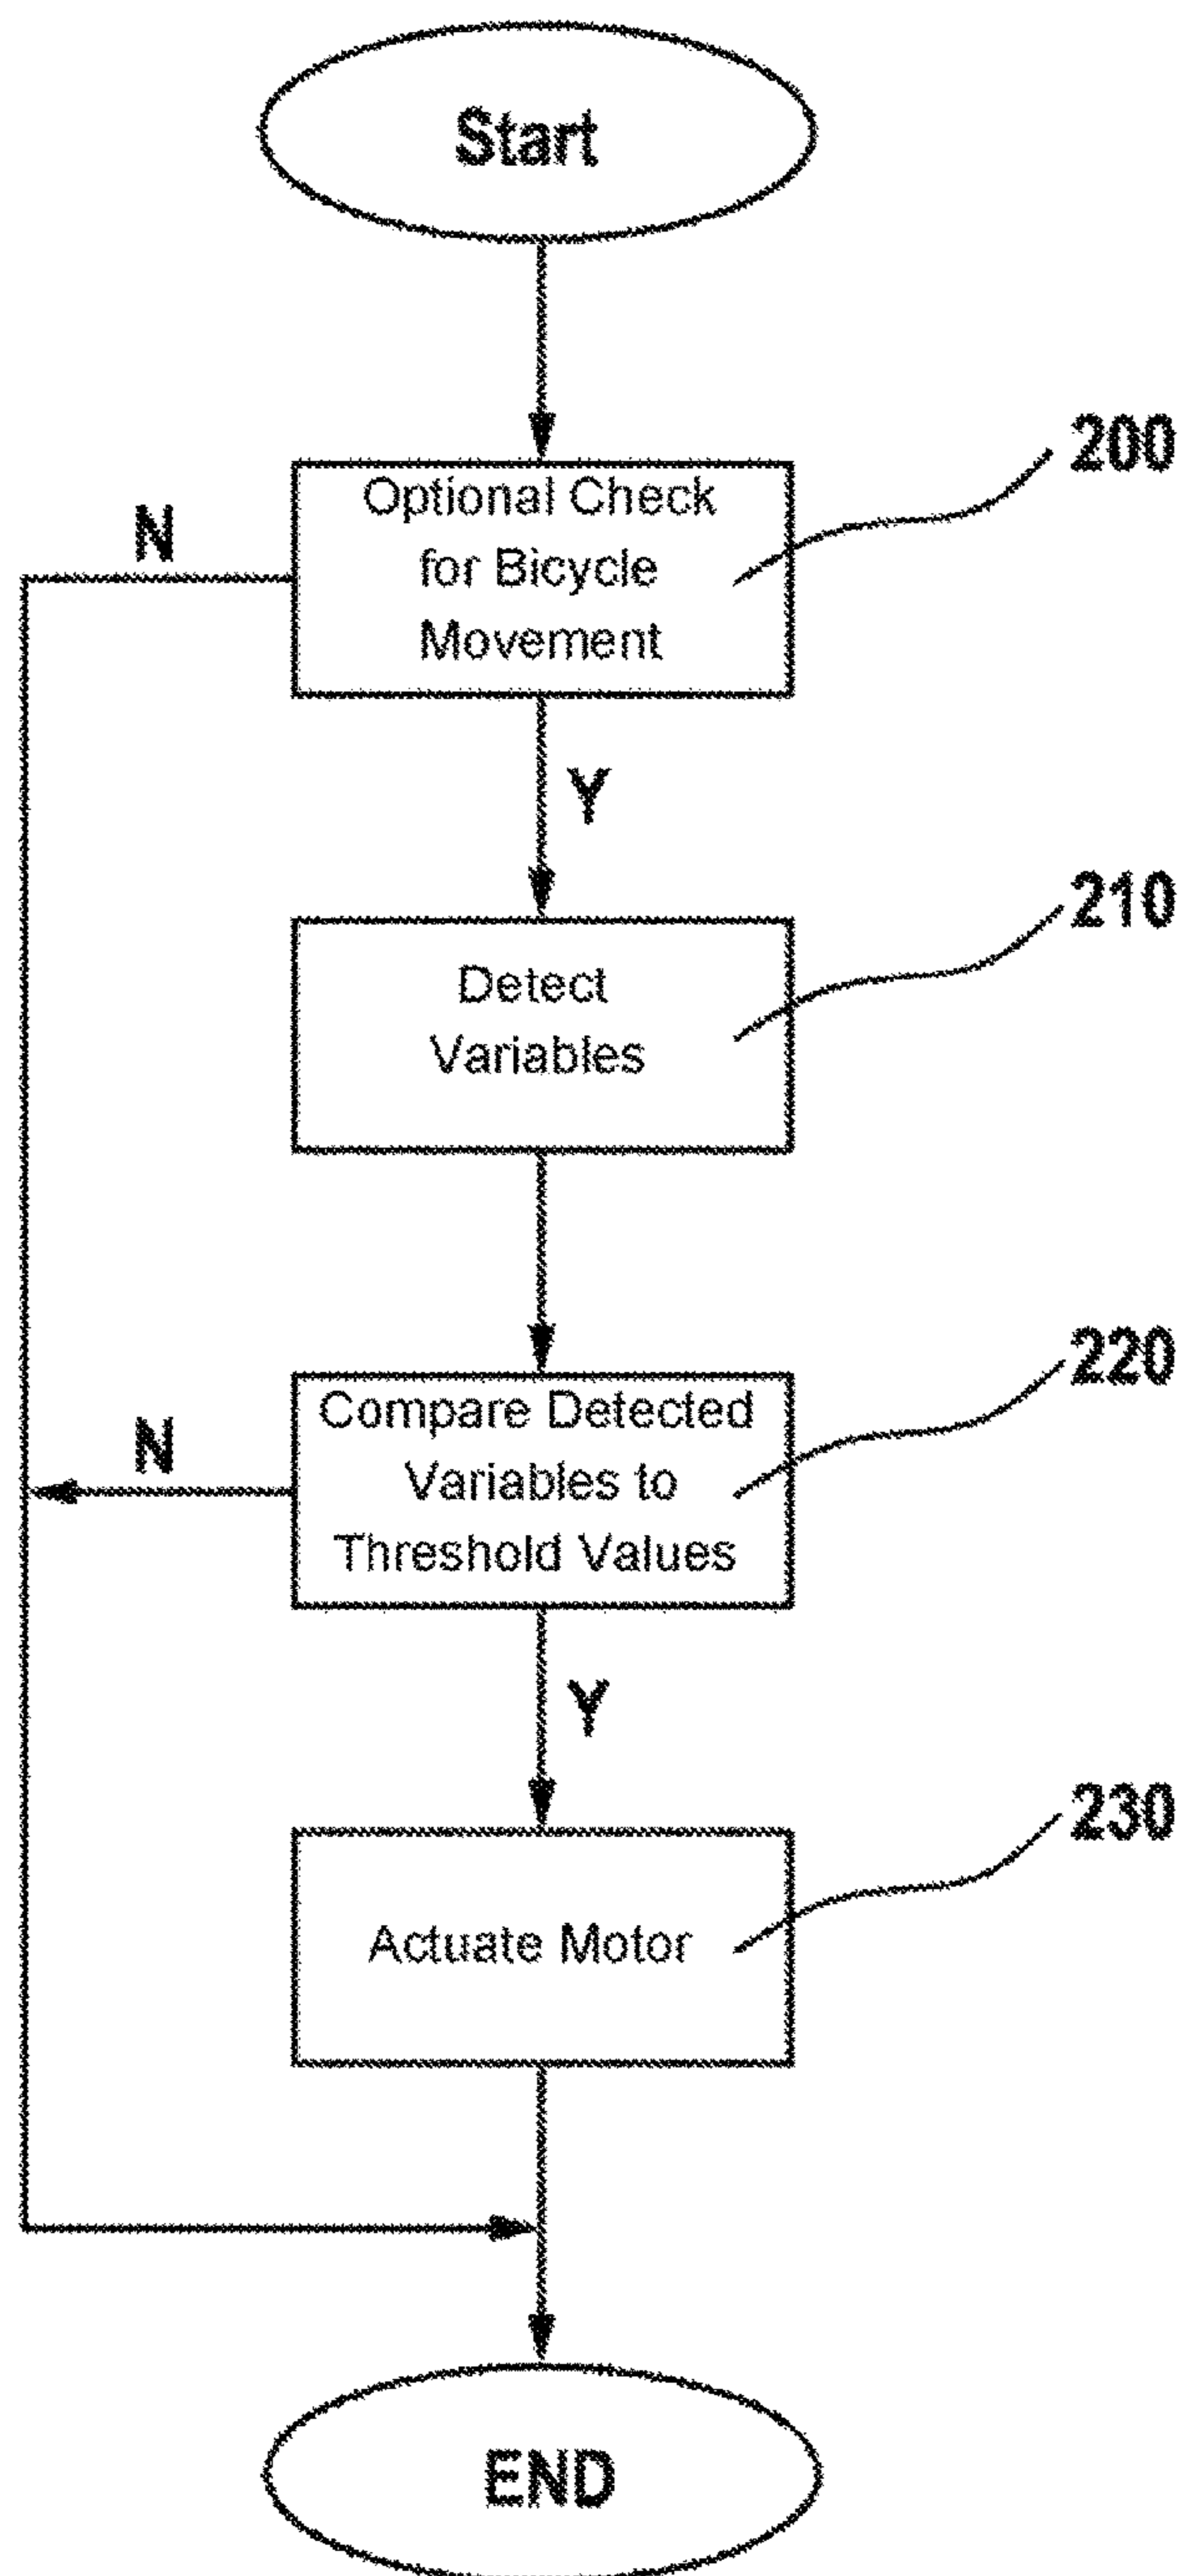 Start
200
Optional Check
for Bicycle
Movement
N
Y
210
Detect
Variables
220
Compare Detected
Variables to
Threshold Values
N
Y
230
Actuate Motor
END